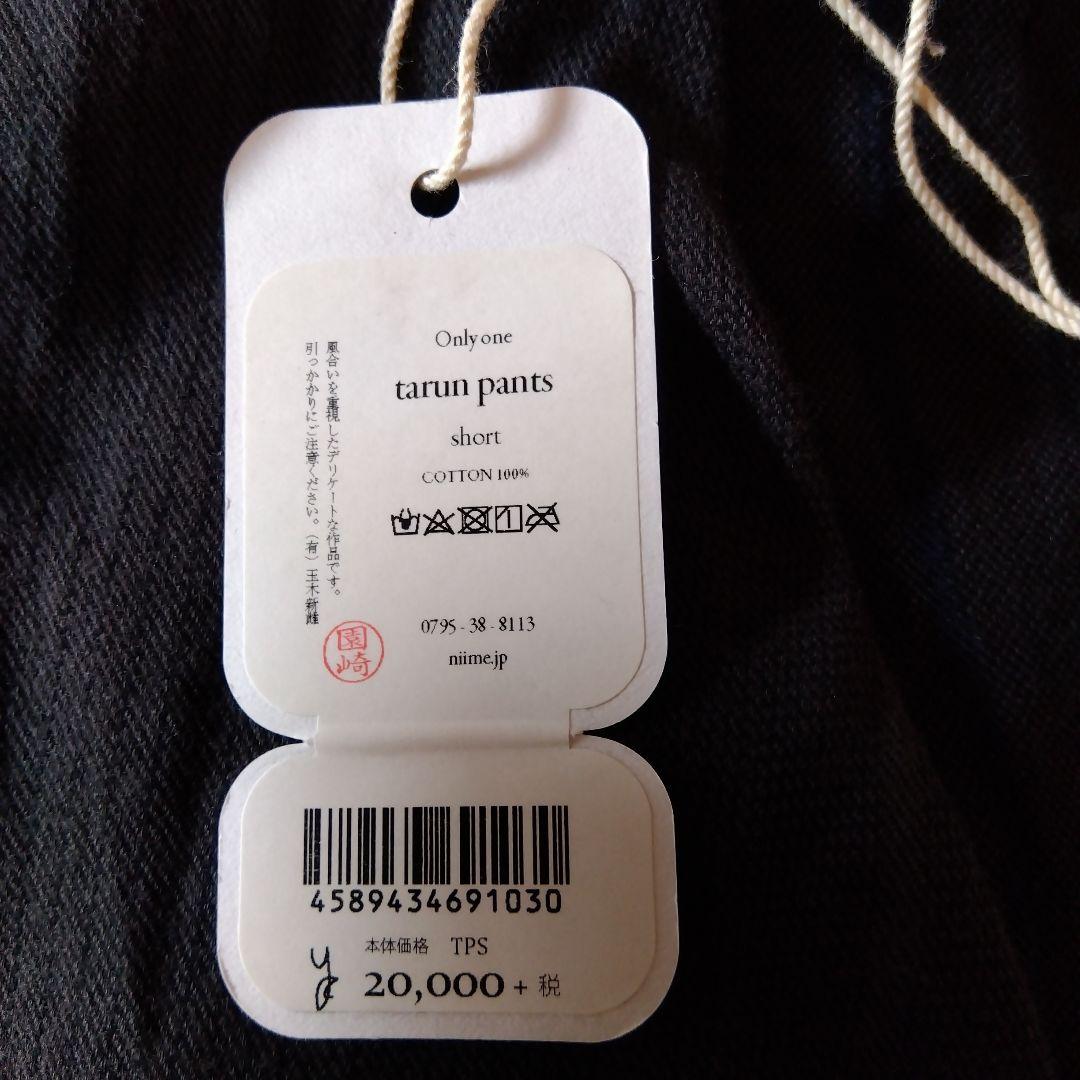 Only one
tarun pants
short
COTTON 100%
風合いを重視したデリケートな作品です。
引っかかりにご注意ください。(有)玉木新雌
園崎
0795 - 38 - 8113
niime.jp
4589434691030
本体価格 TPS
20,000 + 税